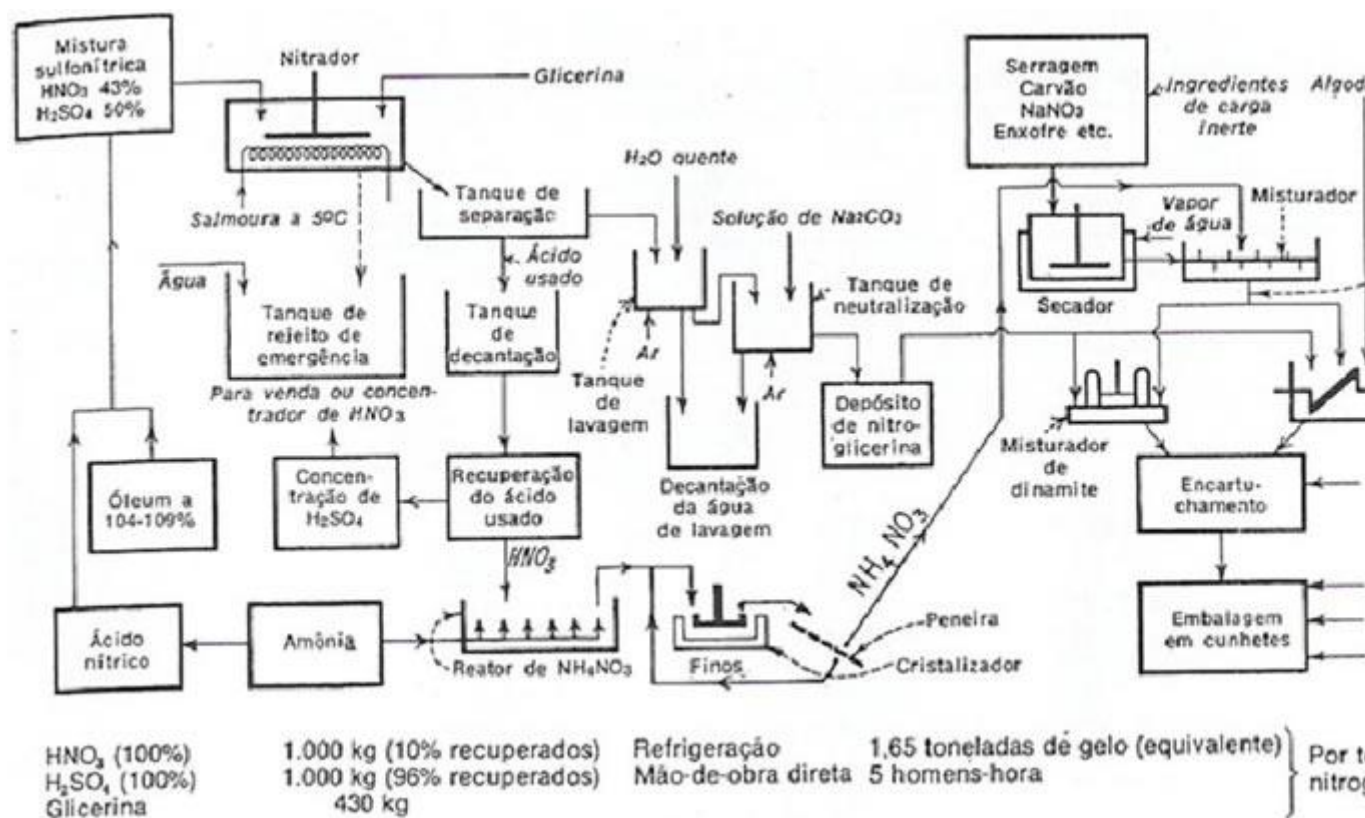 Mistura
sulfonítrica
HNO₃ 43%
H₂SO₄ 50%
Nitrador
Glicerina
Serragem
Carvão
NaNO₃
Enxofre etc.
Ingredientes
de carga
inerte
Algod
H₂O quente
Tanque de
separação
Salmoura a 5ºC
Solução de Na₂CO₃
Vapor
de água
Misturador
Ácido
usado
Água
Tanque de
rejeito de
emergência
Tanque
de
decantação
Tanque de
neutralização
Secador
Ar
Ar
Para venda ou concen-
trador de HNO₃
Tanque
de
lavagem
Depósito
de nitro-
glicerina
Misturador
de
dinamite
Óleum a
104-109%
Concen-
tração de
H₂SO₄
Recuperação
do ácido
usado
Decantação
da água
de lavagem
Encartu-
chamento
HNO₃
NH₄ NO₃
Ácido
nítrico
Amônia
Reator de NH₄NO₃
Finos
Peneira
Cristalizador
Embalagem
em cunhetes
HNO₃ (100%) 1.000 kg (10% recuperados) Refrigeração 1,65 toneladas de gelo (equivalente)
H₂SO₄ (100%) 1.000 kg (96% recuperados) Mão-de-obra direta 5 homens-hora
Glicerina 430 kg
Por t
nitrog